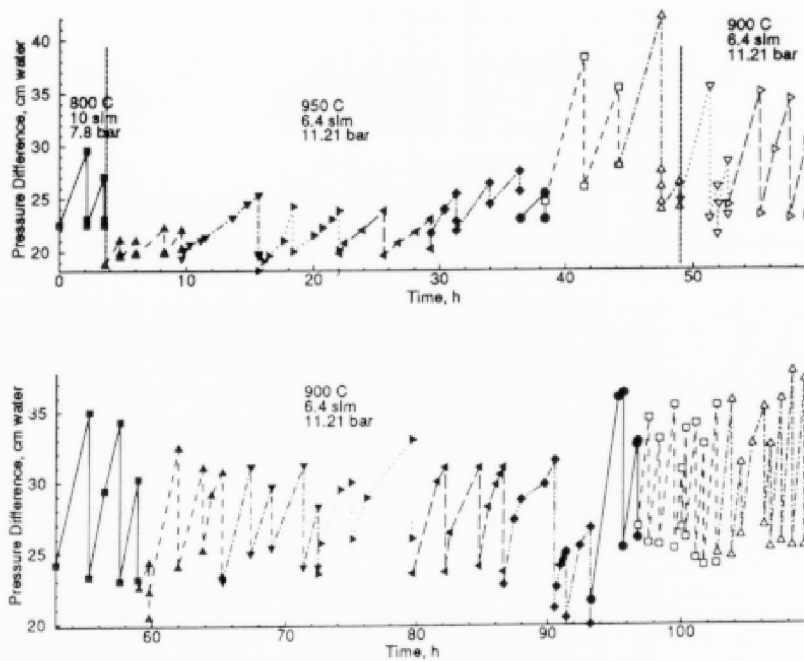 Pressure Difference, cm water
40
35
30
25
20
800 C
10 slm
7.8 bar
950 C
6.4 slm
11.21 bar
900 C
6.4 slm
11.21 bar
0 10 20 30 40 50
Time, h
Pressure Difference, cm water
35
30
25
20
900 C
6.4 slm
11.21 bar
60 70 80 90 100
Time, h